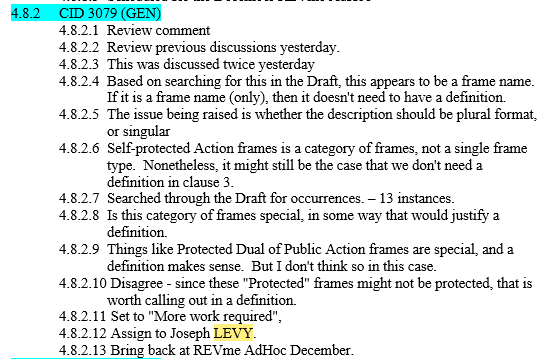 4.8.2 CID 3079 (GEN)
4.8.2.1 Review comment
4.8.2.2 Review previous discussions yesterday.
4.8.2.3 This was discussed twice yesterday
4.8.2.4 Based on searching for this in the Draft, this appears to be a frame name.
If it is a frame name (only), then it doesn't need to have a definition.
4.8.2.5 The issue being raised is whether the description should be plural format,
or singular
4.8.2.6 Self-protected Action frames is a category of frames, not a single frame
type. Nonetheless, it might still be the case that we don't need a
definition in clause 3.
4.8.2.7 Searched through the Draft for occurrences. – 13 instances.
4.8.2.8 Is this category of frames special, in some way that would justify a
definition.
4.8.2.9 Things like Protected Dual of Public Action frames are special, and a
definition makes sense. But I don't think so in this case.
4.8.2.10 Disagree - since these "Protected" frames might not be protected, that is
worth calling out in a definition.
4.8.2.11 Set to "More work required",
4.8.2.12 Assign to Joseph LEVY.
4.8.2.13 Bring back at REVme AdHoc December.